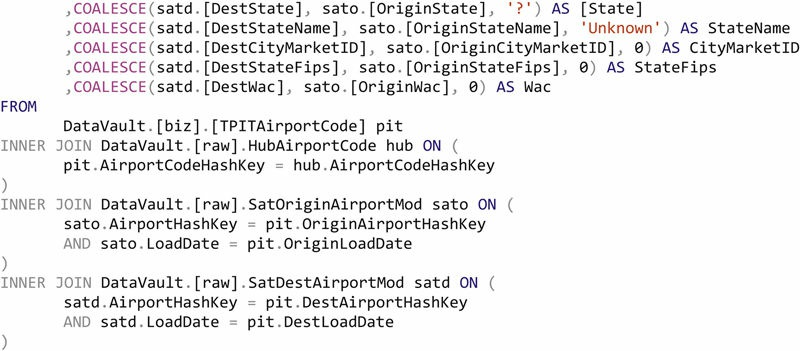 ,COALESCE(satd.[DestState], sato.[OriginState], '?') AS [State]
,COALESCE(satd.[DestStateName], sato.[OriginStateName], 'Unknown') AS StateName
,COALESCE(satd.[DestCityMarketID], sato.[OriginCityMarketID], 0) AS CityMarketID
,COALESCE(satd.[DestStateFips], sato.[OriginStateFips], 0) AS StateFips
,COALESCE(satd.[DestWac], sato.[OriginWac], 0) AS Wac
FROM
DataVault.[biz].[TPITAirportCode] pit
INNER JOIN DataVault.[raw].HubAirportCode hub ON (
pit.AirportCodeHashKey = hub.AirportCodeHashKey
)
INNER JOIN DataVault.[raw].SatOriginAirportMod sato ON (
sato.AirportHashKey = pit.OriginAirportHashKey
AND sato.LoadDate = pit.OriginLoadDate
)
INNER JOIN DataVault.[raw].SatDestAirportMod satd ON (
satd.AirportHashKey = pit.DestAirportHashKey
AND satd.LoadDate = pit.DestLoadDate
)